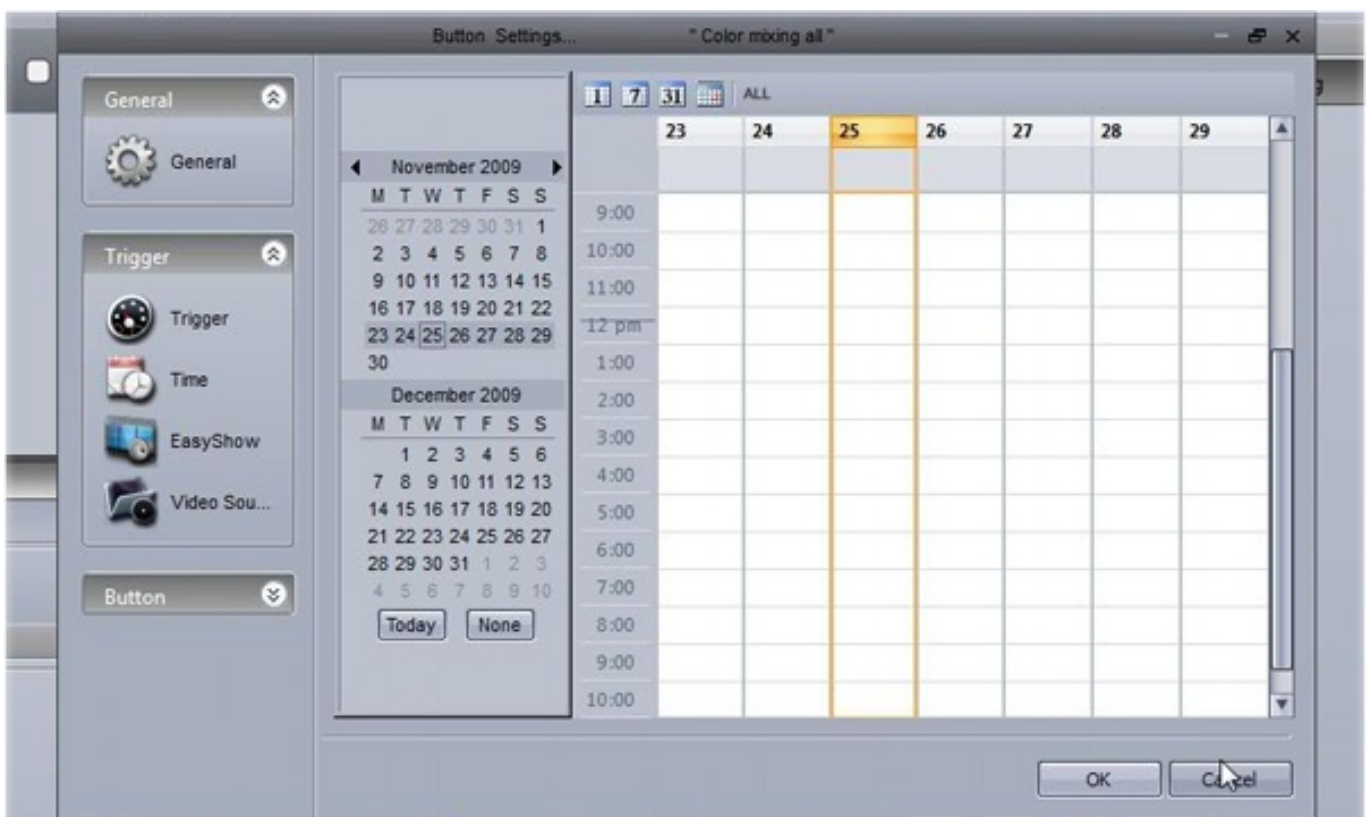 Button Settings... " Color mixing all "
General
General
Trigger
Trigger
Time
EasyShow
Video Sou...
Button
November 2009
M T W T F S S
26 27 28 29 30 31 1
2 3 4 5 6 7 8
9 10 11 12 13 14 15
16 17 18 19 20 21 22
23 24 25 26 27 28 29
30
December 2009
M T W T F S S
1 2 3 4 5 6
7 8 9 10 11 12 13
14 15 16 17 18 19 20
21 22 23 24 25 26 27
28 29 30 31 1 2 3
4 5 6 7 8 9 10
Today None
1 7 31 ALL
23 24 25 26 27 28 29
9:00
10:00
11:00
12 pm
1:00
2:00
3:00
4:00
5:00
6:00
7:00
8:00
9:00
10:00
OK Cancel